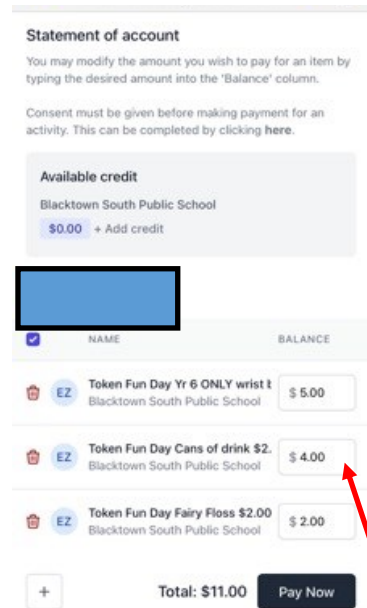 Statement of account
You may modify the amount you wish to pay for an item by
typing the desired amount into the 'Balance' column.
Consent must be given before making payment for an
activity. This can be completed by clicking here.
Available credit
Blacktown South Public School
$0.00 + Add credit
NAME BALANCE
EZ Token Fun Day Yr 6 ONLY wrist $ 5.00
Blacktown South Public School
EZ Token Fun Day Cans of drink $2. $ 4.00
Blacktown South Public School
EZ Token Fun Day Fairy Floss $2.00 $ 2.00
Blacktown South Public School
+ Total: $11.00 Pay Now